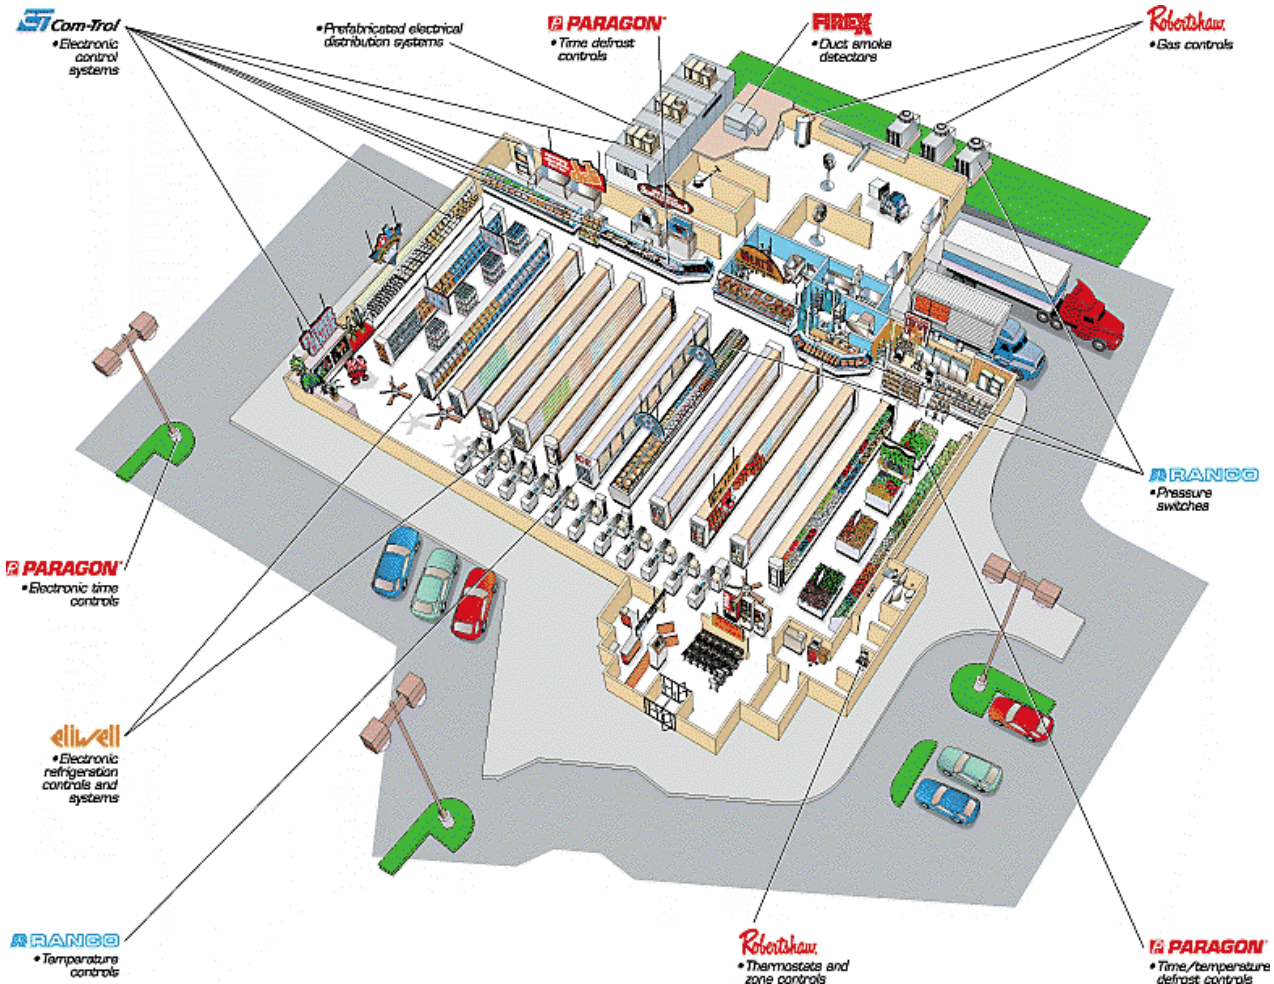 Com-Trol
• Electronic
control
systems
• Prefabricated electrical
distribution systems
PARAGON
• Time defrost
controls
FIREX
• Duct smoke
detectors
Robertshaw
• Gas controls
RANCO
• Pressure
switches
PARAGON
• Electronic time
controls
eliwell
• Electronic
refrigeration
controls and
systems
RANCO
• Temperature
controls
Robertshaw
• Thermostats and
zone controls
PARAGON
• Time/temperature
defrost controls
MEATS
ICE